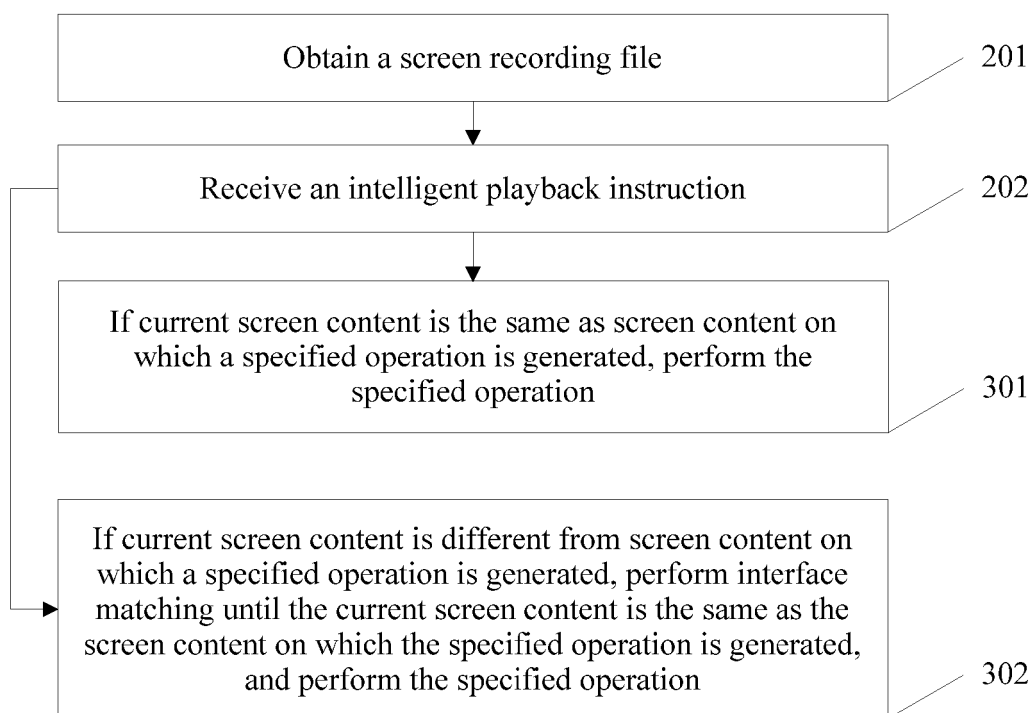 Obtain a screen recording file
201
Receive an intelligent playback instruction
202
If current screen content is the same as screen content on
which a specified operation is generated, perform the
specified operation
301
If current screen content is different from screen content on
which a specified operation is generated, perform interface
matching until the current screen content is the same as the
screen content on which the specified operation is generated,
and perform the specified operation
302